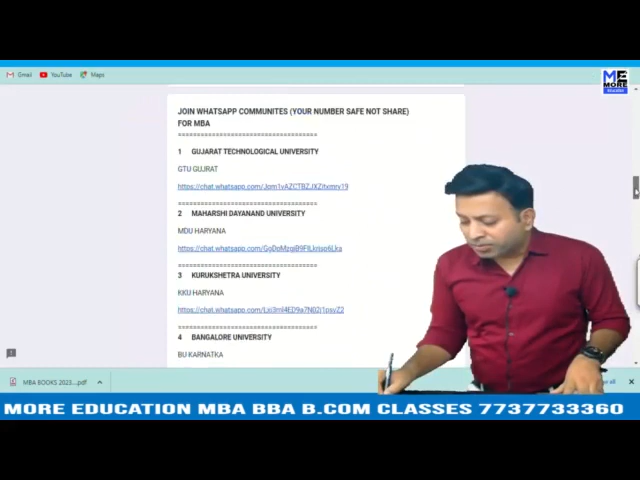 Gmail YouTube Maps
ME
MORE
JOIN WHATSAPP COMMUNITES (YOUR NUMBER SAFE NOT SHARE)
FOR MBA
====================================
1 GUJARAT TECHNOLOGICAL UNIVERSITY
GTU GUJRAT
====================================
2 MAHARSHI DAYANAND UNIVERSITY
MDU HARYANA
====================================
3 KURUKSHETRA UNIVERSITY
KKU HARYANA
====================================
4 BANGALORE UNIVERSITY
BU KARNATKA
MBA BOOKS 2023....pdf
MORE EDUCATION MBA BBA B.COM CLASSES 7737733360